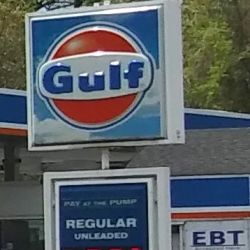 Gulf
PAY AT THE PUMP
REGULAR
UNLEADED
EBT